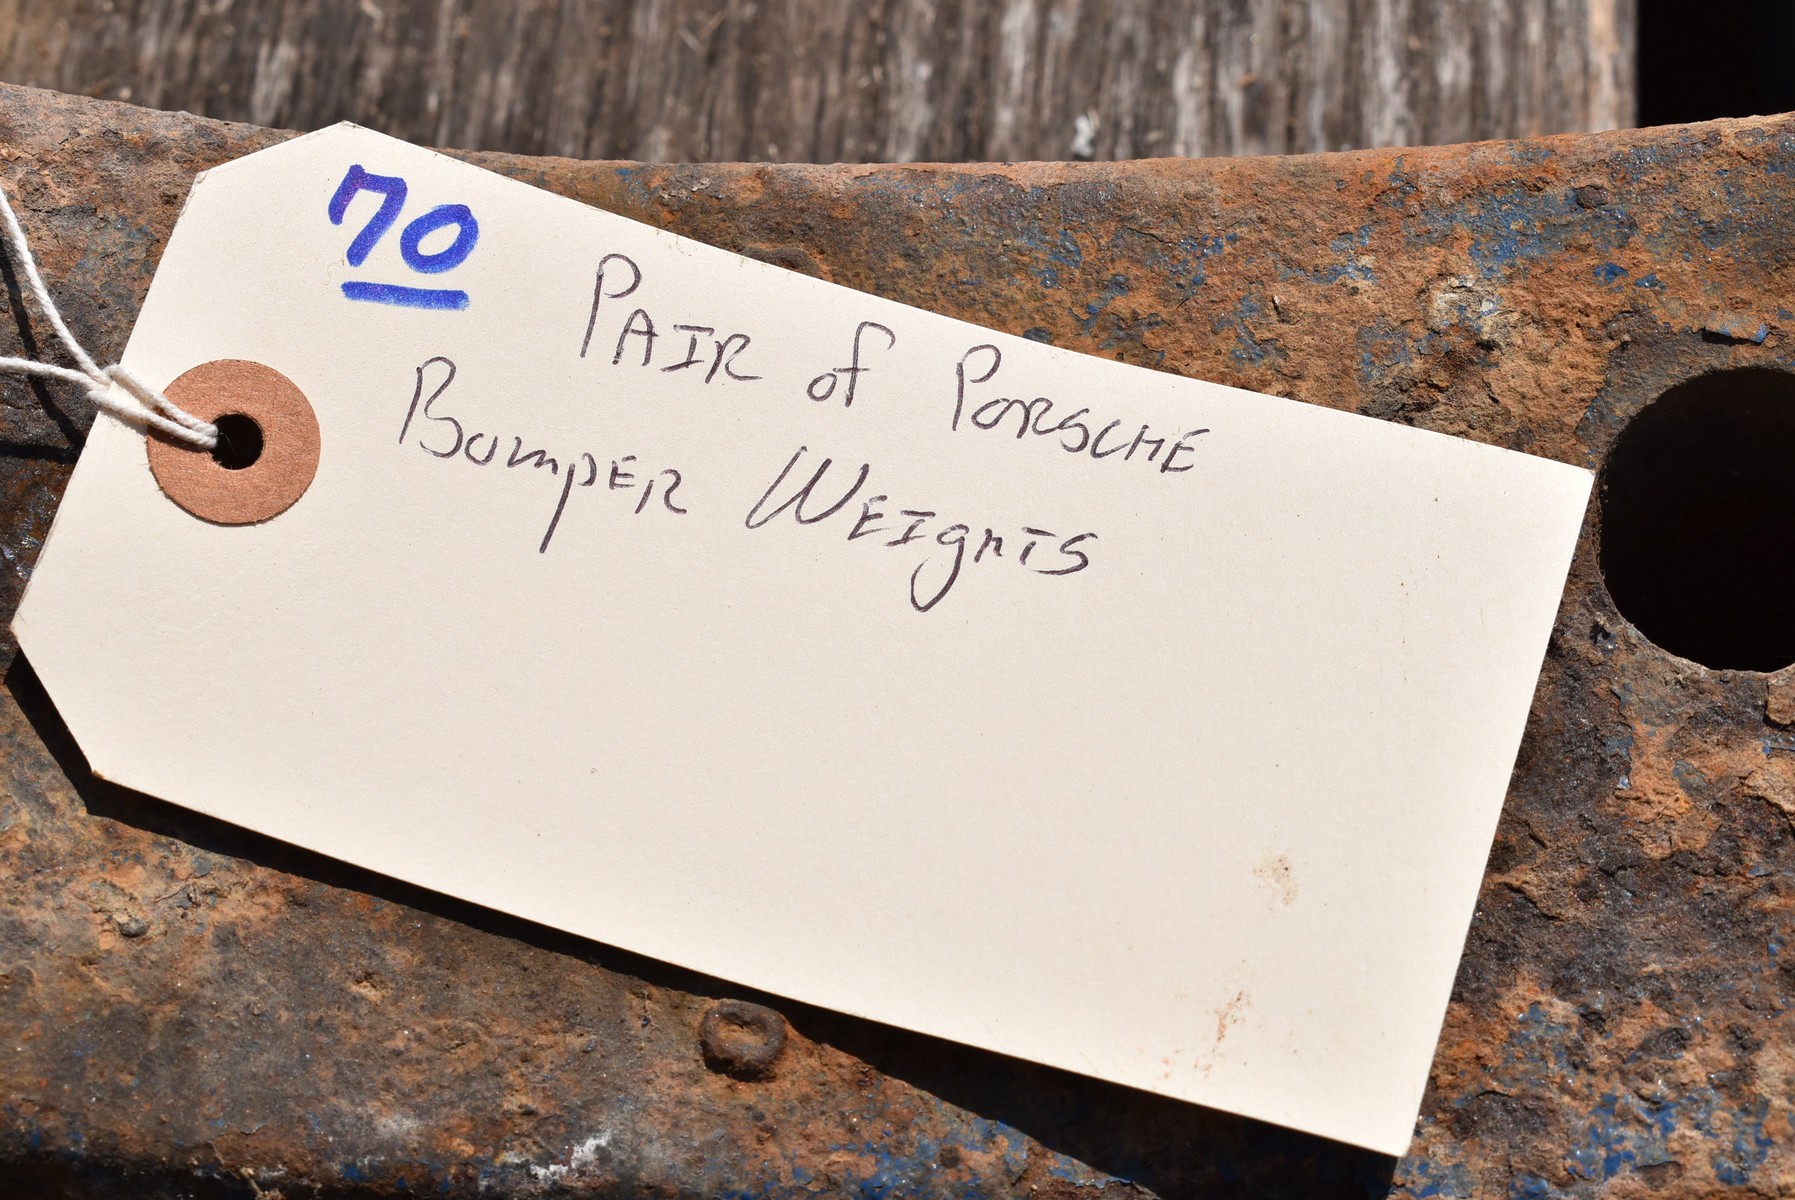 70
PAIR of PORSCHE
BumpER WEIgHTS